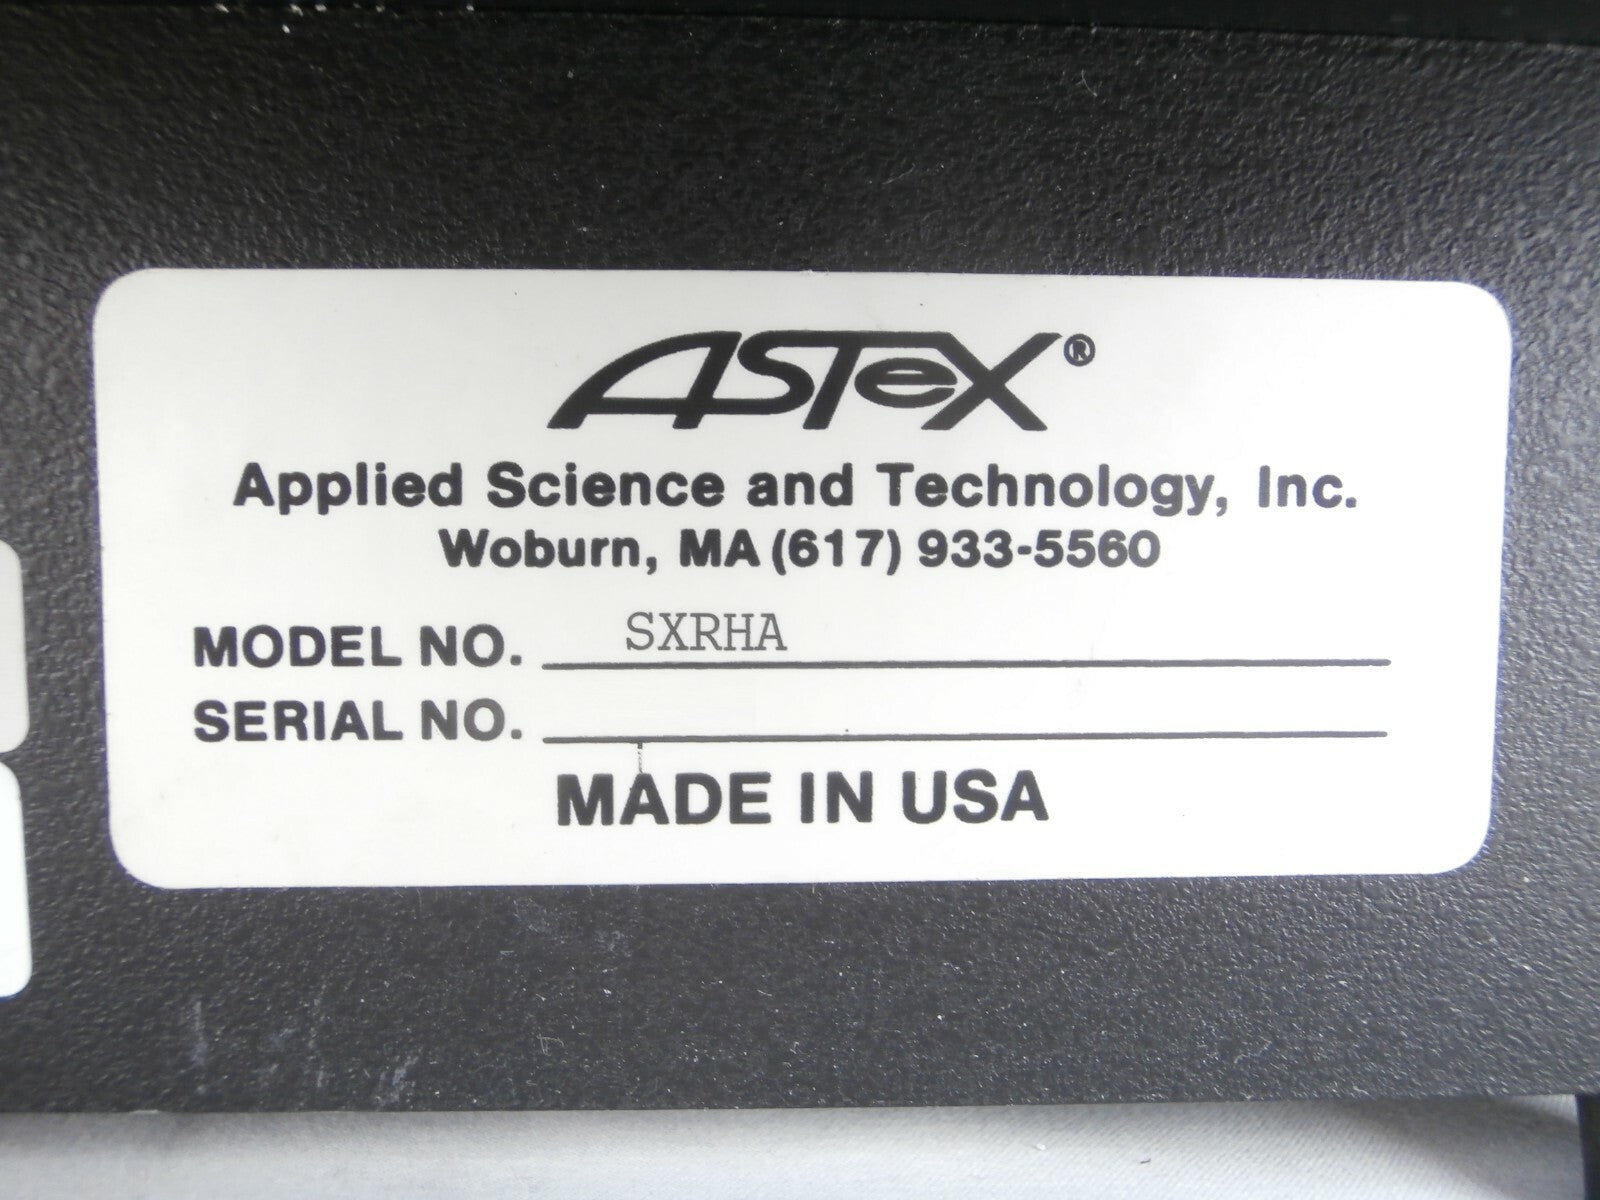 ASTeX®
Applied Science and Technology, Inc.
Woburn, MA (617) 933-5560
MODEL NO. SXRHA
SERIAL NO.
MADE IN USA